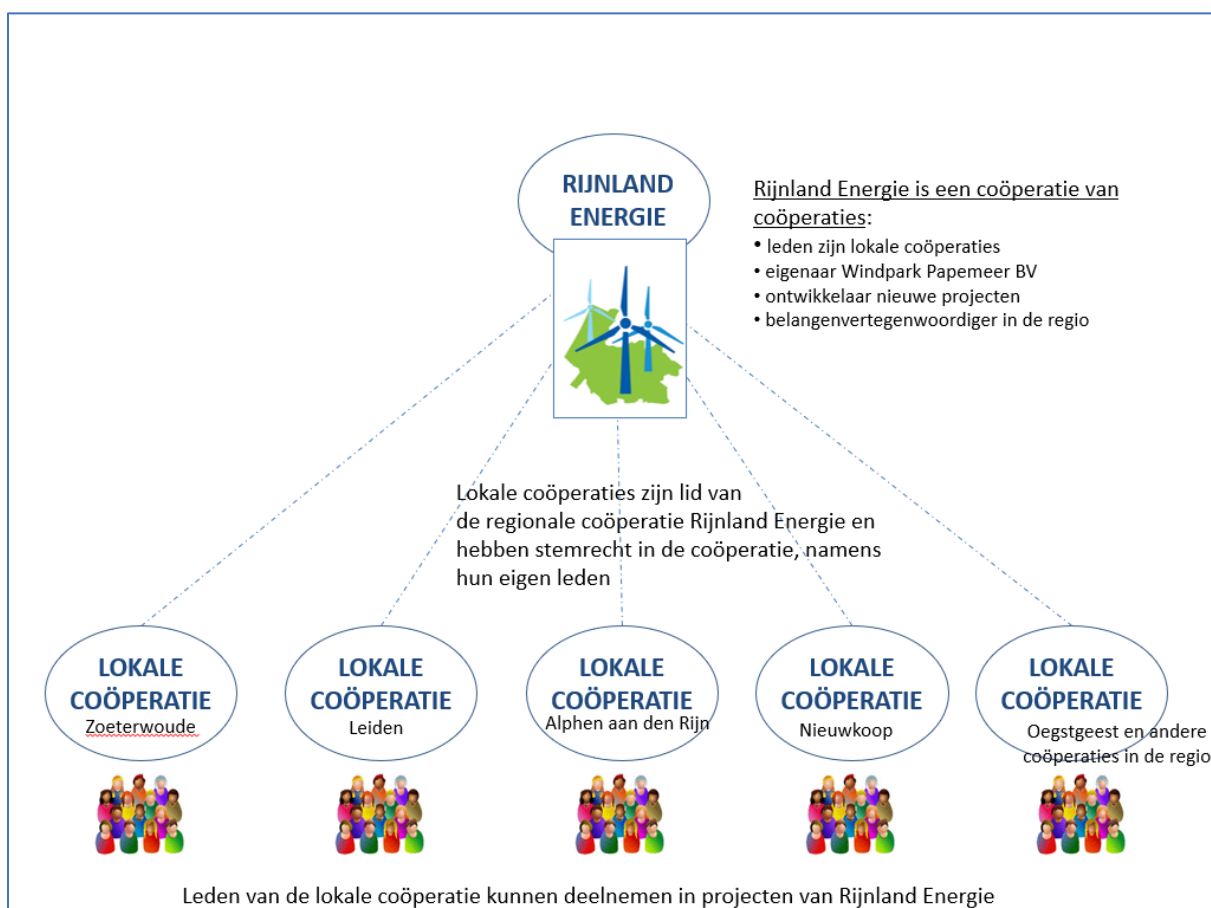 RIJNLAND
ENERGIE
Rijnland Energie is een coöperatie van
coöperaties:
• leden zijn lokale coöperaties
• eigenaar Windpark Papemeer BV
• ontwikkelaar nieuwe projecten
• belangenvertegenwoordiger in de regio
Lokale coöperaties zijn lid van
de regionale coöperatie Rijnland Energie en
hebben stemrecht in de coöperatie, namens
hun eigen leden
LOKALE
COÖPERATIE
Zoeterwoude
LOKALE
COÖPERATIE
Leiden
LOKALE
COÖPERATIE
Alphen aan den Rijn
LOKALE
COÖPERATIE
Nieuwkoop
LOKALE
COÖPERATIE
Oegstgeest en andere
coöperaties in de regio
Leden van de lokale coöperatie kunnen deelnemen in projecten van Rijnland Energie